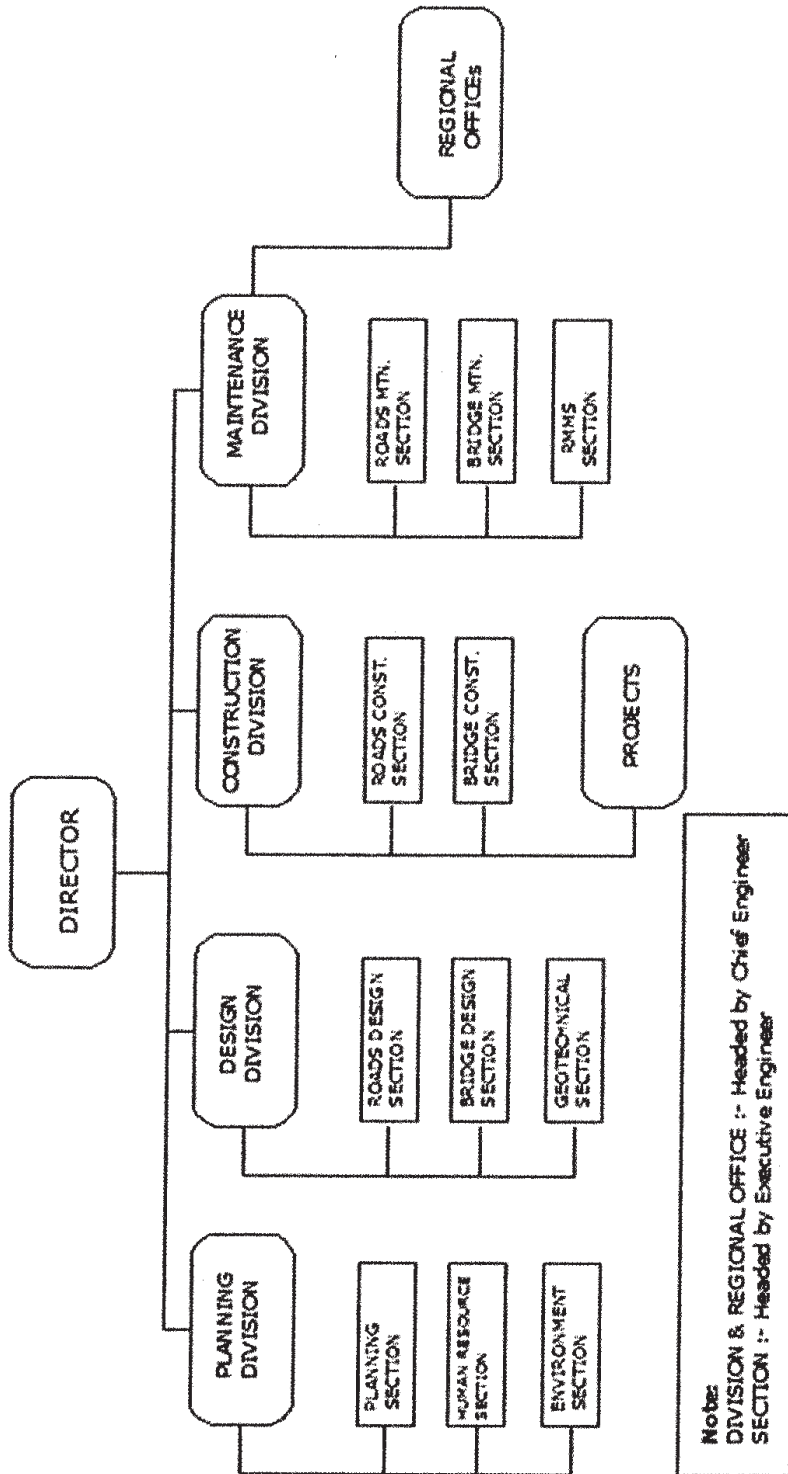 DIRECTOR
PLANNING
DIVISION
DESIGN
DIVISION
CONSTRUCTION
DIVISION
MAINTENANCE
DIVISION
REGIONAL
OFFICEs
PLANNING
SECTION
HUMAN RESOURCE
SECTION
ENVIRONMENT
SECTION
ROADS DESIGN
SECTION
BRIDGE DESIGN
SECTION
GEOTECHNICAL
SECTION
ROADS CONST.
SECTION
BRIDGE CONST.
SECTION
PROJECTS
ROADS MTN.
SECTION
BRIDGE MTN.
SECTION
RMMS
SECTION
Note:
DIVISION & REGIONAL OFFICE :- Headed by Chief Engineer
SECTION :- Headed by Executive Engineer